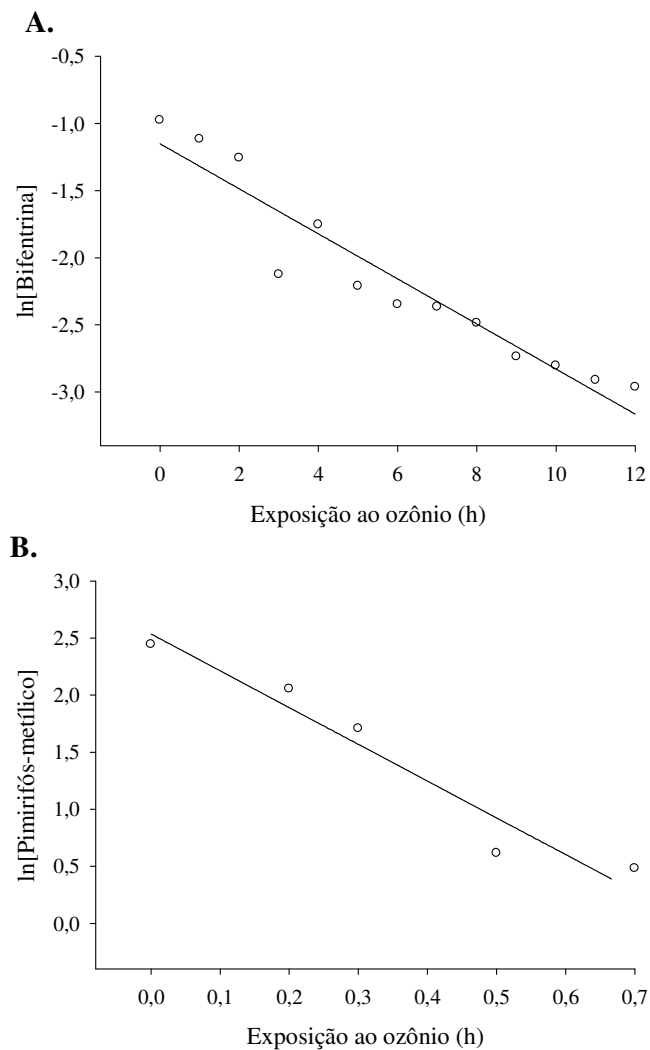 A.
-0,5
-1,0
-1,5
-2,0
-2,5
-3,0
ln[Bifentrina]
0 2 4 6 8 10 12
Exposição ao ozônio (h)
B.
3,0
2,5
2,0
1,5
1,0
0,5
0,0
ln[Pimirifós-metílico]
0,0 0,1 0,2 0,3 0,4 0,5 0,6 0,7
Exposição ao ozônio (h)